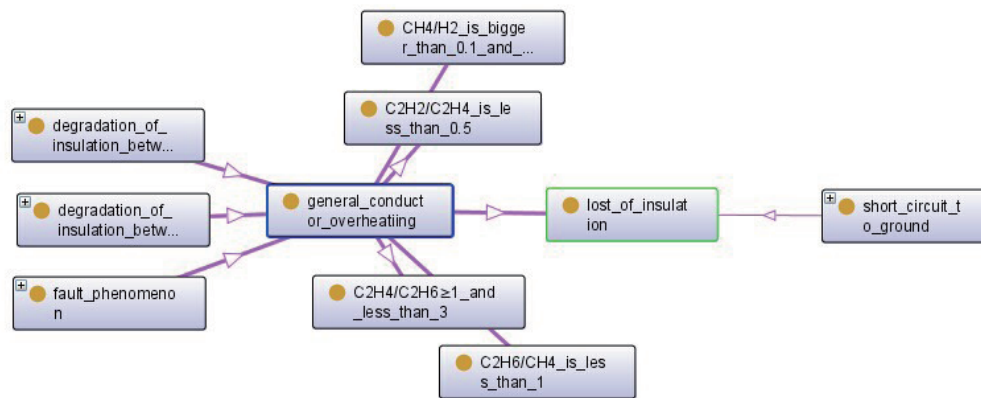 CH4/H2_is_bigge
r_than_0.1_and_...
C2H2/C2H4_is_le
ss_than_0.5
degradation_of_
insulation_betw...
general_conduct
or_overheatiing
lost_of_insulat
ion
short_circuit_t
o_ground
degradation_of_
insulation_betw...
fault_phenomeno
n
C2H4/C2H6≥1_and
_less_than_3
C2H6/CH4_is_les
s_than_1